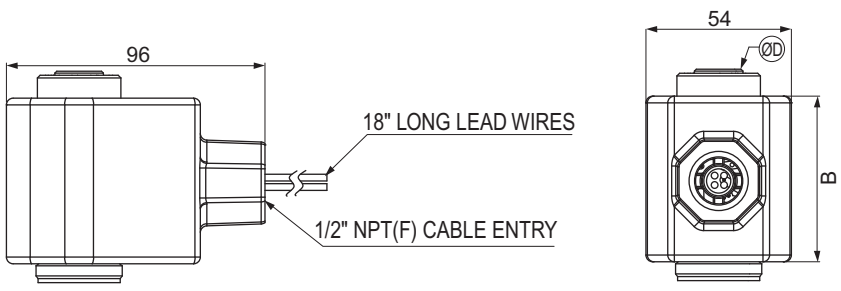 96
54
ØD
18" LONG LEAD WIRES
B
1/2" NPT(F) CABLE ENTRY